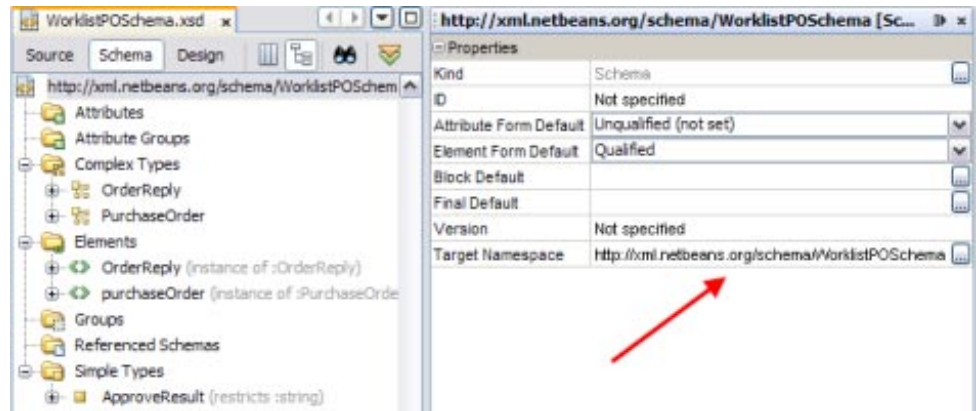 WorklistPOSchema.xsd
Source Schema Design
http://xml.netbeans.org/schema/WorklistPOSchem
Attributes
Attribute Groups
Complex Types
OrderReply
PurchaseOrder
Elements
OrderReply (instance of :OrderReply)
purchaseOrder (instance of :PurchaseOrde
Groups
Referenced Schemas
Simple Types
ApproveResult (restricts :string)
http://xml.netbeans.org/schema/WorklistPOSchema [Sc...
Properties
Kind Schema
ID Not specified
Attribute Form Default Unqualified (not set)
Element Form Default Qualified
Block Default
Final Default
Version Not specified
Target Namespace http://xml.netbeans.org/schema/WorklistPOSchema